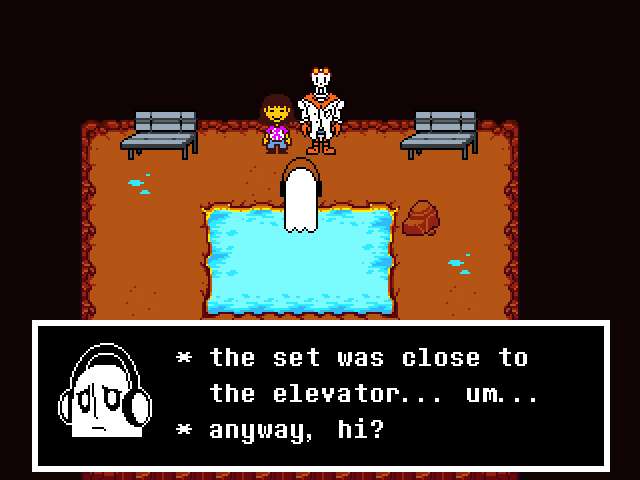 * the set was close to
the elevator... um...
* anyway, hi?